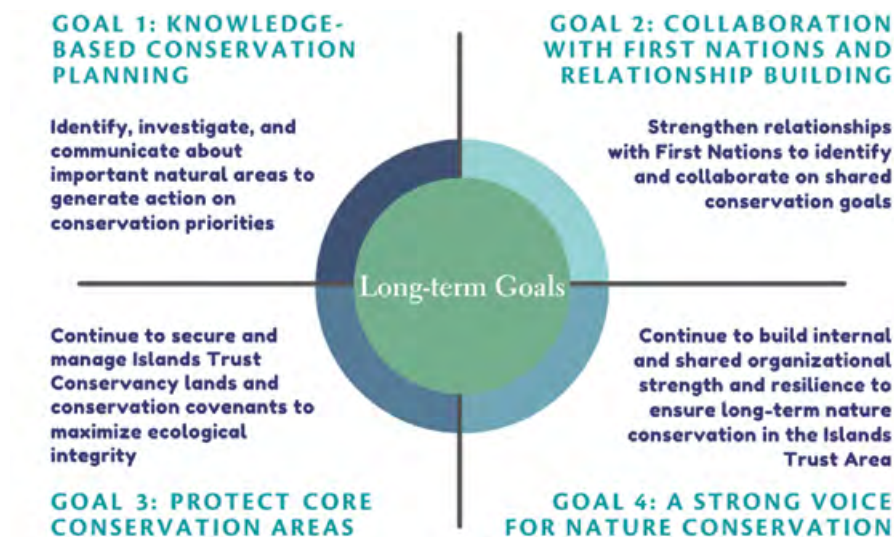 GOAL 1: KNOWLEDGE-
BASED CONSERVATION
PLANNING
Identify, investigate, and
communicate about
important natural areas to
generate action on
conservation priorities
GOAL 2: COLLABORATION
WITH FIRST NATIONS AND
RELATIONSHIP BUILDING
Strengthen relationships
with First Nations to identify
and collaborate on shared
conservation goals
Long-term Goals
Continue to secure and
manage Islands Trust
Conservancy lands and
conservation covenants to
maximize ecological
integrity
GOAL 3: PROTECT CORE
CONSERVATION AREAS
Continue to build internal
and shared organizational
strength and resilience to
ensure long-term nature
conservation in the Islands
Trust Area
GOAL 4: A STRONG VOICE
FOR NATURE CONSERVATION